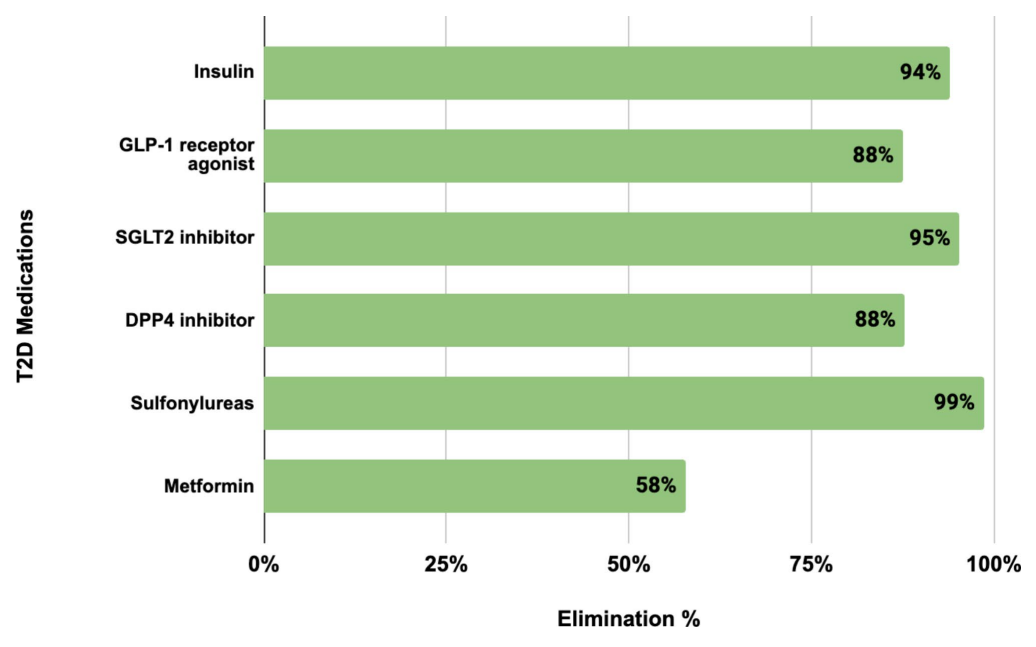 T2D Medications
Insulin
94%
GLP-1 receptor
agonist
88%
SGLT2 inhibitor
95%
DPP4 inhibitor
88%
Sulfonylureas
99%
Metformin
58%
0%
25%
50%
75%
100%
Elimination %